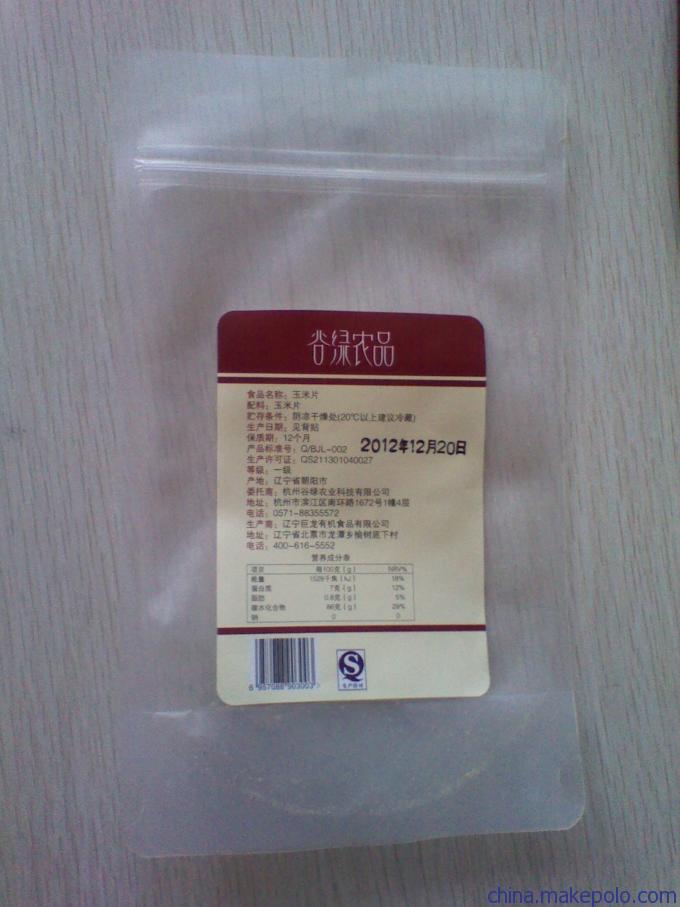 谷绿农品
食品名称：玉米片
配料：玉米片
贮存条件：阴凉干燥处(20℃以上建议冷藏)
生产日期：见背贴
保质期：12个月
2012年12月20日
产品标准号：Q/BJL-002
生产许可证：QS211301040027
等级：一级
产地：辽宁省朝阳市
委托商：杭州谷绿农业科技有限公司
地址：杭州市滨江区南环路1672号1幢4层
电话：0571-88355572
生产商：辽宁巨龙有机食品有限公司
地址：辽宁省北票市龙潭乡榆树底下村
电话：400-616-5552
营养成分表
项目 每100克(g) NRV%
能量 1528千焦(kJ) 18%
蛋白质 7克(g) 12%
脂肪 0.8克(g) 5%
碳水化合物 86克(g) 29%
钠 0 0
6 957088 903003 >
QS
生产许可
china.makepolo.com